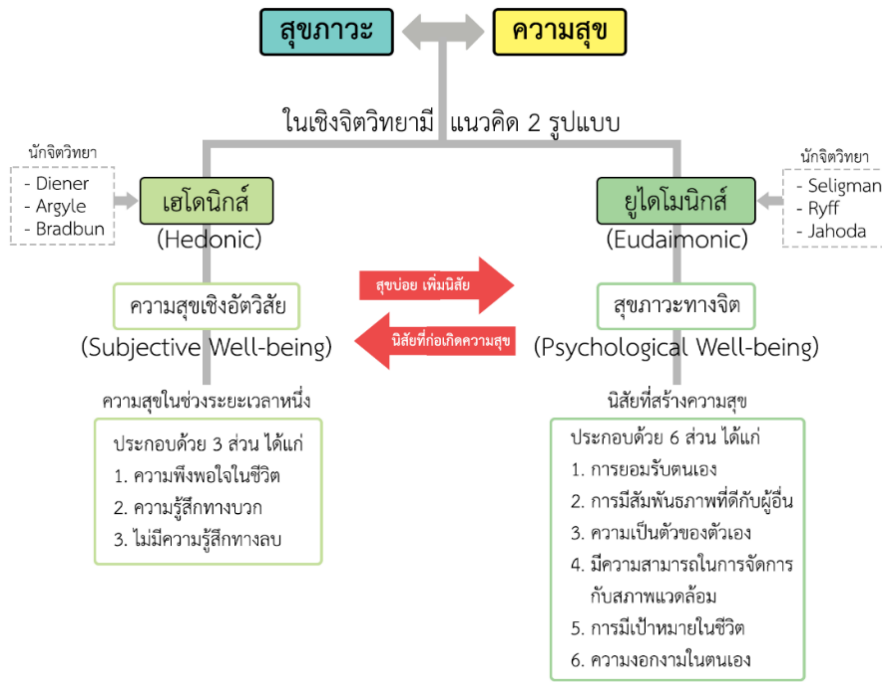 สุขภาวะ
ความสุข
ในเชิงจิตวิทยามี แนวคิด 2 รูปแบบ
นักจิตวิทยา
- Diener
- Argyle
- Bradbun
เฮโดนิกส์
(Hedonic)
ยูไดโมนิกส์
(Eudaimonic)
นักจิตวิทยา
- Seligman
- Ryff
- Jahoda
สุขบ่อย เพิ่มนิสัย
นิสัยที่ก่อเกิดความสุข
ความสุขเชิงอัตวิสัย
(Subjective Well-being)
สุขภาวะทางจิต
(Psychological Well-being)
ความสุขในช่วงระยะเวลาหนึ่ง
ประกอบด้วย 3 ส่วน ได้แก่
1. ความพึงพอใจในชีวิต
2. ความรู้สึกทางบวก
3. ไม่มีความรู้สึกทางลบ
นิสัยที่สร้างความสุข
ประกอบด้วย 6 ส่วน ได้แก่
1. การยอมรับตนเอง
2. การมีสัมพันธภาพที่ดีกับผู้อื่น
3. ความเป็นตัวของตัวเอง
4. มีความสามารถในการจัดการ
กับสภาพแวดล้อม
5. การมีเป้าหมายในชีวิต
6. ความงอกงามในตนเอง